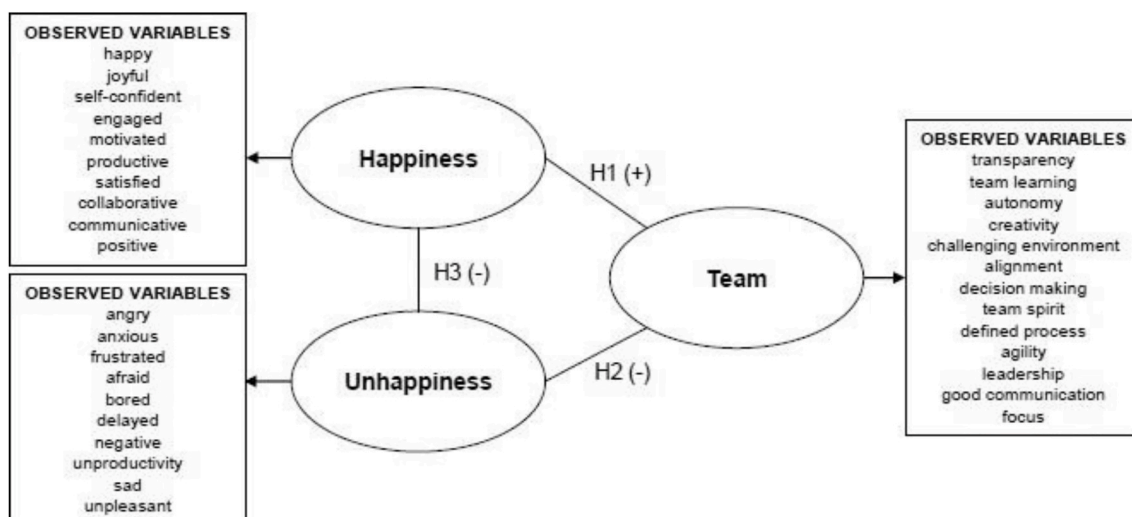 OBSERVED VARIABLES
happy
joyful
self-confident
engaged
motivated
productive
satisfied
collaborative
communicative
positive
Happiness
H1 (+)
H3 (-)
OBSERVED VARIABLES
angry
anxious
frustrated
afraid
bored
delayed
negative
unproductivity
sad
unpleasant
Unhappiness
H2 (-)
Team
OBSERVED VARIABLES
transparency
team learning
autonomy
creativity
challenging environment
alignment
decision making
team spirit
defined process
agility
leadership
good communication
focus